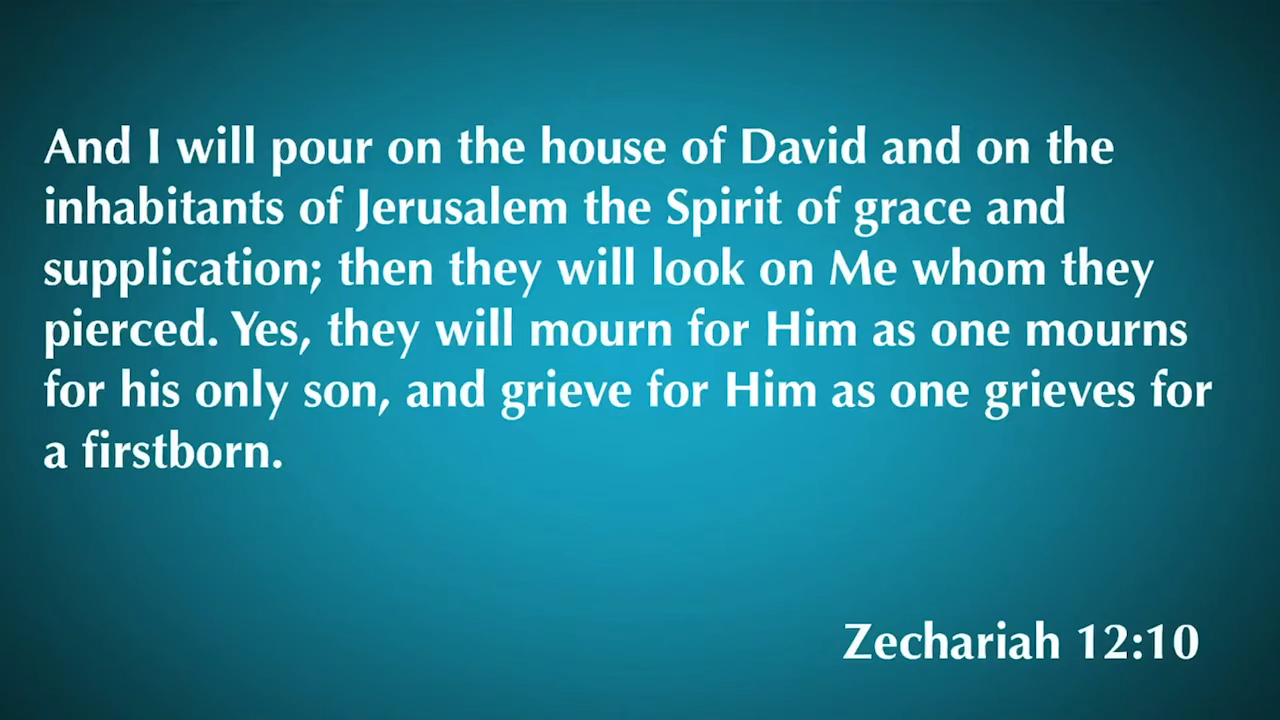 And I will pour on the house of David and on the
inhabitants of Jerusalem the Spirit of grace and
supplication; then they will look on Me whom they
pierced. Yes, they will mourn for Him as one mourns
for his only son, and grieve for Him as one grieves for
a firstborn.
Zechariah 12:10